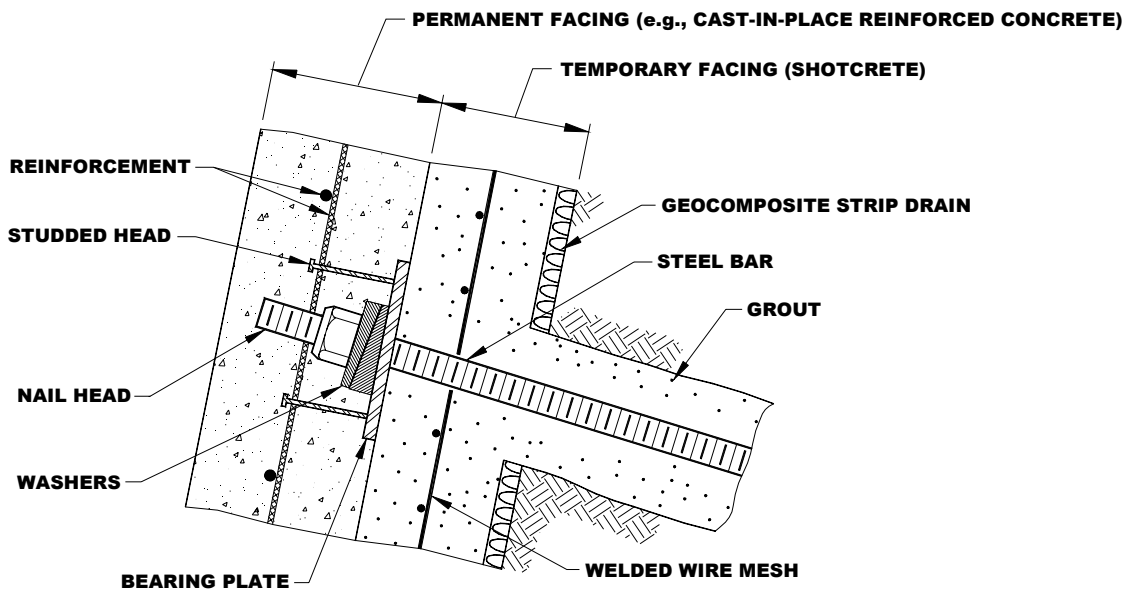 PERMANENT FACING (e.g., CAST-IN-PLACE REINFORCED CONCRETE)
TEMPORARY FACING (SHOTCRETE)
REINFORCEMENT
GEOCOMPOSITE STRIP DRAIN
STUDDED HEAD
STEEL BAR
GROUT
NAIL HEAD
WASHERS
BEARING PLATE
WELDED WIRE MESH